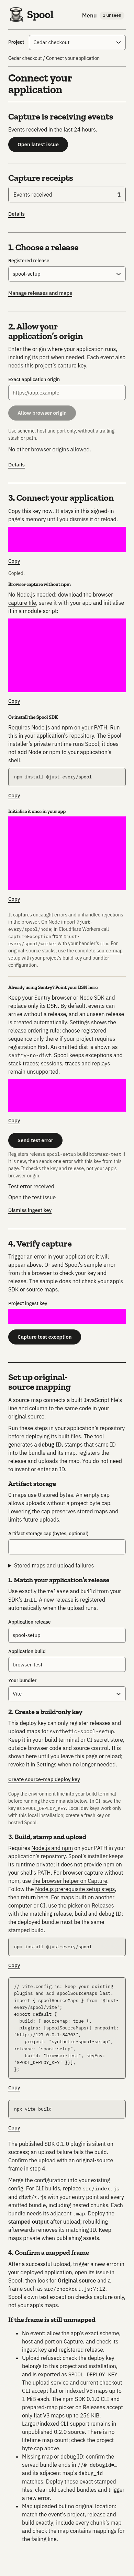 Spool
Menu 1 unseen
Project Cedar checkout
Cedar checkout / Connect your application
Connect your
application
Capture is receiving events
Events received in the last 24 hours.
Open latest issue
Capture receipts
Events received 1
Details
1. Choose a release
Registered release
spool-setup
Manage releases and maps
2. Allow your
application's origin
Enter the origin where your application runs,
including its port when needed. Each event also
needs this project's capture key.
Exact application origin
https://app.example
Allow browser origin
Use scheme, host and port only, without a trailing
slash or path.
No other browser origins allowed.
Details
3. Connect your application
Copy this key now. It stays in this signed-in
page's memory until you dismiss it or reload.
Copy
Copied.
Browser capture without npm
No Node.js needed: download the browser
capture file, serve it with your app and initialise
it in a module script:
Copy
Or install the Spool SDK
Requires Node.js and npm on your PATH. Run
this in your application's repository. The Spool
installer's private runtime runs Spool; it does
not add Node or npm to your application's
shell.
npm install @just-every/spool
Copy
Initialise it once in your app
Copy
It captures uncaught errors and unhandled rejections
in the browser. On Node import @just-
every/spool/node; in Cloudflare Workers call
captureException from @just-
every/spool/worker with your handler's ctx. For
original-source stacks, use the complete source-map
setup with your project key and bundler
configuration.
Already using Sentry? Point your DSN here
Keep your Sentry browser or Node SDK and
replace only its DSN. By default, events can
arrive without a release, and an issue is created
automatically. Settings shows the release
ordering rule; choose registered sequence
only there if your project requires regression
detection with strict release order. An omitted
dist is shown as sentry-no-dist. Spool keeps
exceptions and stack traces; sessions, traces
and replays remain unsupported.
Copy
Send test error
Registers release spool-setup build browser-test if
needed, then sends one error with this key from this
page. It checks the key and release, not your app's
browser origin.
Test error received.
Open the test issue
Dismiss ingest key
4. Verify capture
Trigger an error in your application; it will
appear above. Or send Spool's sample error
from this browser to check your key and
release. The sample does not check your app's
SDK or source maps.
Project ingest key
Capture test exception
Set up original-
source mapping
A source map connects a built JavaScript file's
line and column to the same code in your
original source.
Run these steps in your application's repository
before deploying its built files. The tool
generates a debug ID, stamps that same ID
into the bundle and its map, registers the
release and uploads the map. You do not need
to invent or enter an ID.
Artifact storage
0 maps use 0 stored bytes. An empty cap
allows uploads without a project byte cap.
Lowering the cap preserves stored maps and
limits future uploads.
Artifact storage cap (bytes, optional)
Stored maps and upload failures
1. Match your application's release
Use exactly the release and build from your
SDK's init. A new release is registered
automatically when the upload runs.
Application release
spool-setup
Application build
browser-test
Your bundler
Vite
2. Create a build-only key
This deploy key can only register releases and
upload maps for synthetic-spool-setup.
Keep it in your build terminal or CI secret store,
outside browser code and source control. It is
shown here until you leave this page or reload;
revoke it in Settings when no longer needed.
Create source-map deploy key
Copy the environment line into your build terminal
before running the commands below. In CI, save the
key as SPOOL_DEPLOY_KEY. Local dev keys work only
with this local installation; create a fresh key on
hosted Spool.
3. Build, stamp and upload
Requires Node.js and npm on your PATH in this
application's repository. Spool's installer
runtime is private; it does not provide npm on
your shell's PATH. For browser capture without
npm, use the browser helper on Capture.
Follow the Node.js prerequisite setup steps,
then return here. For maps made on another
computer or CI, use the Picker on Releases
with the matching release, build and debug ID;
the deployed bundle must be the same
stamped build.
npm install @just-every/spool
Copy
// vite.config.js: keep your existing
plugins and add spoolSourceMaps last.
import { spoolSourceMaps } from '@just-
every/spool/vite';
export default {
build: { sourcemap: true },
plugins: [spoolSourceMaps({ endpoint:
"http://127.0.0.1:34703",
project: "synthetic-spool-setup",
release: "spool-setup",
build: "browser-test", keyEnv:
'SPOOL_DEPLOY_KEY' })],
};
Copy
npx vite build
Copy
The published SDK 0.1.0 plugin is silent on
success; an upload failure fails the build.
Confirm the upload with an original-source
frame in step 4.
Merge the configuration into your existing
config. For CLI builds, replace src/index.js
and dist/*.js with your entry point and every
deployed minified bundle, including chunks. Each
bundle needs its adjacent .map. Deploy the
stamped output after upload; rebuilding
afterwards removes its matching ID. Keep
maps private when publishing assets.
4. Confirm a mapped frame
After a successful upload, trigger a new error in
your deployed application, open its issue in
Spool, then look for Original source and a
frame such as src/checkout.js:7:12.
Spool's own test exception checks capture only,
not your app's maps.
If the frame is still unmapped
No event: allow the app's exact scheme,
host and port on Capture, and check its
ingest key and registered release.
Upload refused: check the deploy key
belongs to this project and installation,
and is exported as SPOOL_DEPLOY_KEY.
The upload service and current unminified
CLI accept flat or indexed V3 maps up to
1 MiB each. The npm SDK 0.1.0 CLI and
prepared-map picker on Releases accept
only flat V3 maps up to 256 KiB.
Larger/indexed CLI support remains in
unpublished 0.2.0 source. There is no
lifetime map count; check the project
byte cap above.
Missing map or debug ID: confirm the
served bundle ends in //# debugId=…
and its adjacent map's debug_id
matches. Deploy those exact stamped
files, clear old cached bundles and trigger
a new error.
Map uploaded but no original location:
match the event's project, release and
build exactly; include every chunk's map
and check that the map contains mappings for
the failing line.